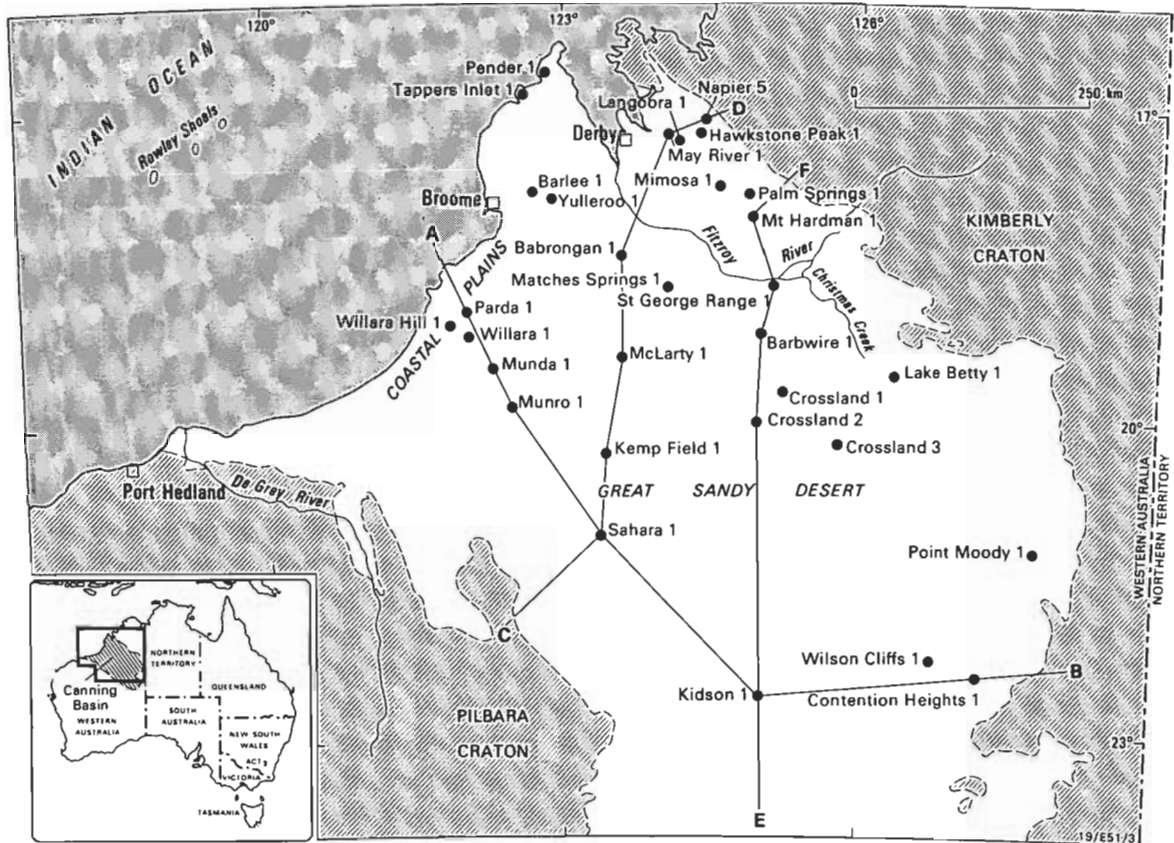 120°
123°
126°
INDIAN OCEAN
Rowley Shoals
Pender 1
Tappers Inlet 1
Langoora 1
Napier 5
D
0
250 km
17°
Derby
Hawkstone Peak 1
May River 1
Mimosa 1
F
Barlee 1
Broome
Yulleroo 1
Palm Springs 1
Mt Hardman 1
KIMBERLY
CRATON
A
Babrongan 1
Fitzroy
River
Christmas Creek
Matches Springs 1
St George Range 1
COASTAL PLAINS
Parda 1
Willara Hill 1
Willara 1
Barbwire 1
Munda 1
McLarty 1
Lake Betty 1
Crossland 1
Munro 1
Crossland 2
20°
Kemp Field 1
Crossland 3
Port Hedland
De Grey River
GREAT SANDY DESERT
Sahara 1
Point Moody 1
WESTERN AUSTRALIA
NORTHERN TERRITORY
C
Wilson Cliffs 1
B
Kidson 1
Contention Heights 1
PILBARA
CRATON
23°
E
19/E51/3
NORTHERN
TERRITORY
QUEENSLAND
Canning
Basin
WESTERN
AUSTRALIA
SOUTH
AUSTRALIA
NEW SOUTH
WALES
ACT
VICTORIA
TASMANIA